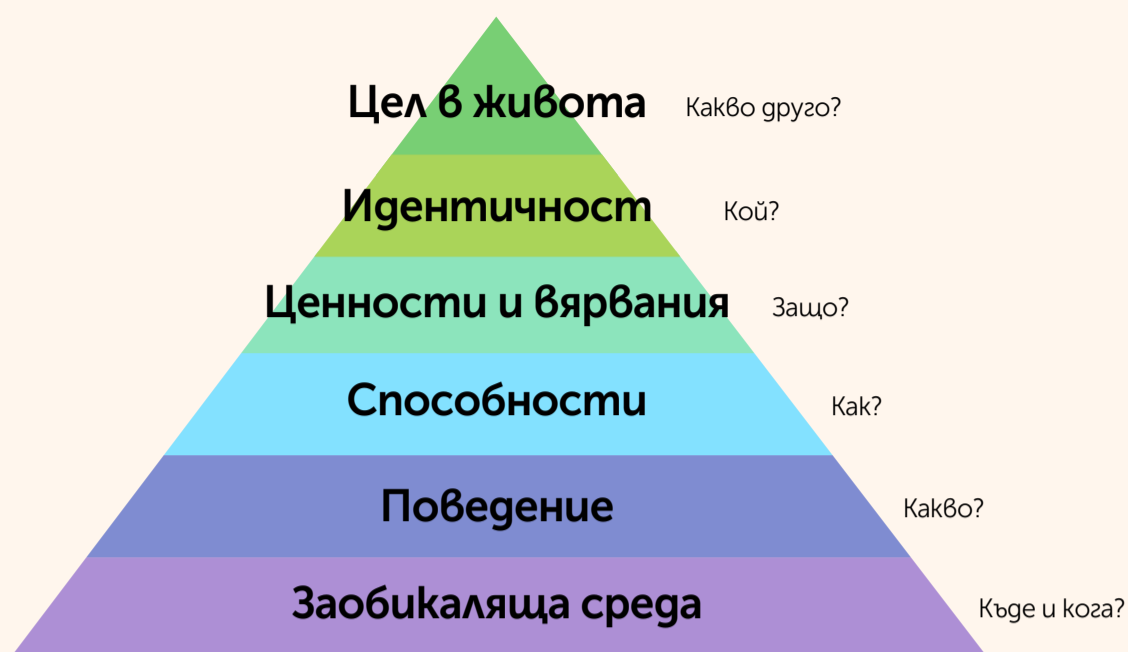 Цел в живота
Какво друго?
Идентичност
Кой?
Ценности и вярвания
Защо?
Способности
Как?
Поведение
Какво?
Заобикаляща среда
Къде и кога?